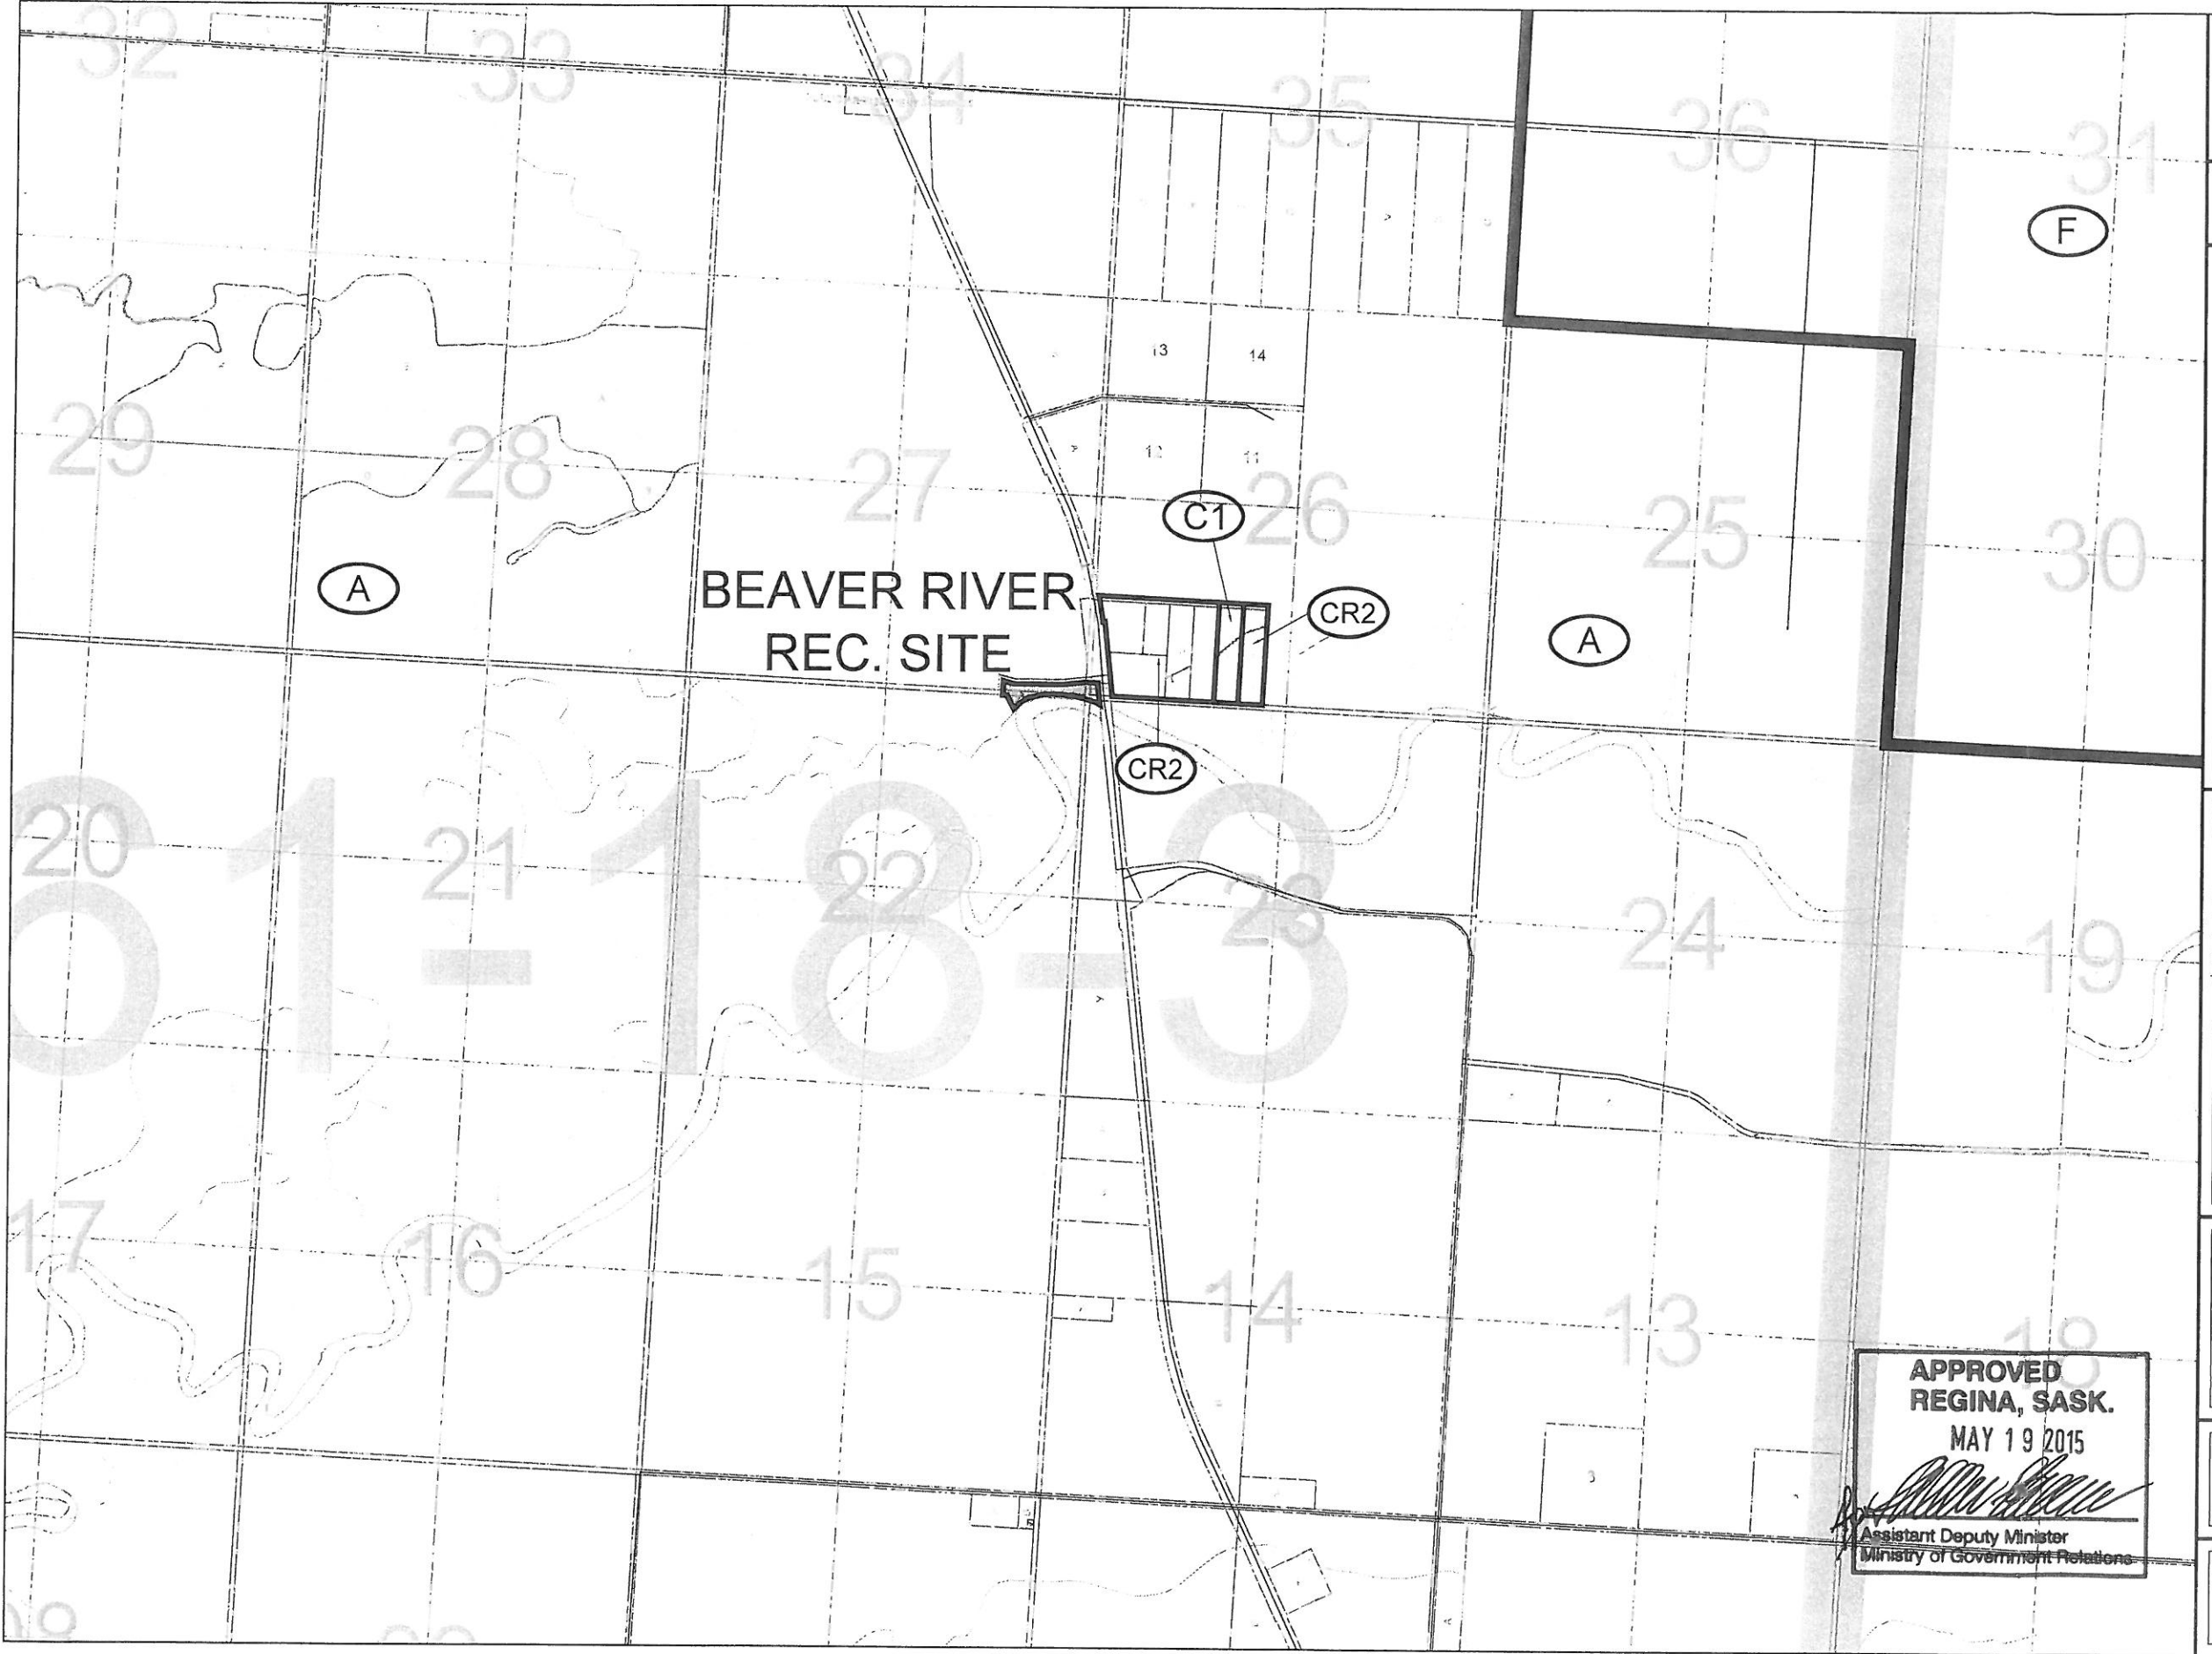 32
33
34
35
36
31
F
13
14
29
28
27
12
11
C1
26
25
30
A
BEAVER RIVER
REC. SITE
CR2
A
CR2
61-18-3
20
21
22
23
24
19
17
16
15
14
13
18
APPROVED
REGINA, SASK.
MAY 19 2015
for
Assistant Deputy Minister
Ministry of Government Relations